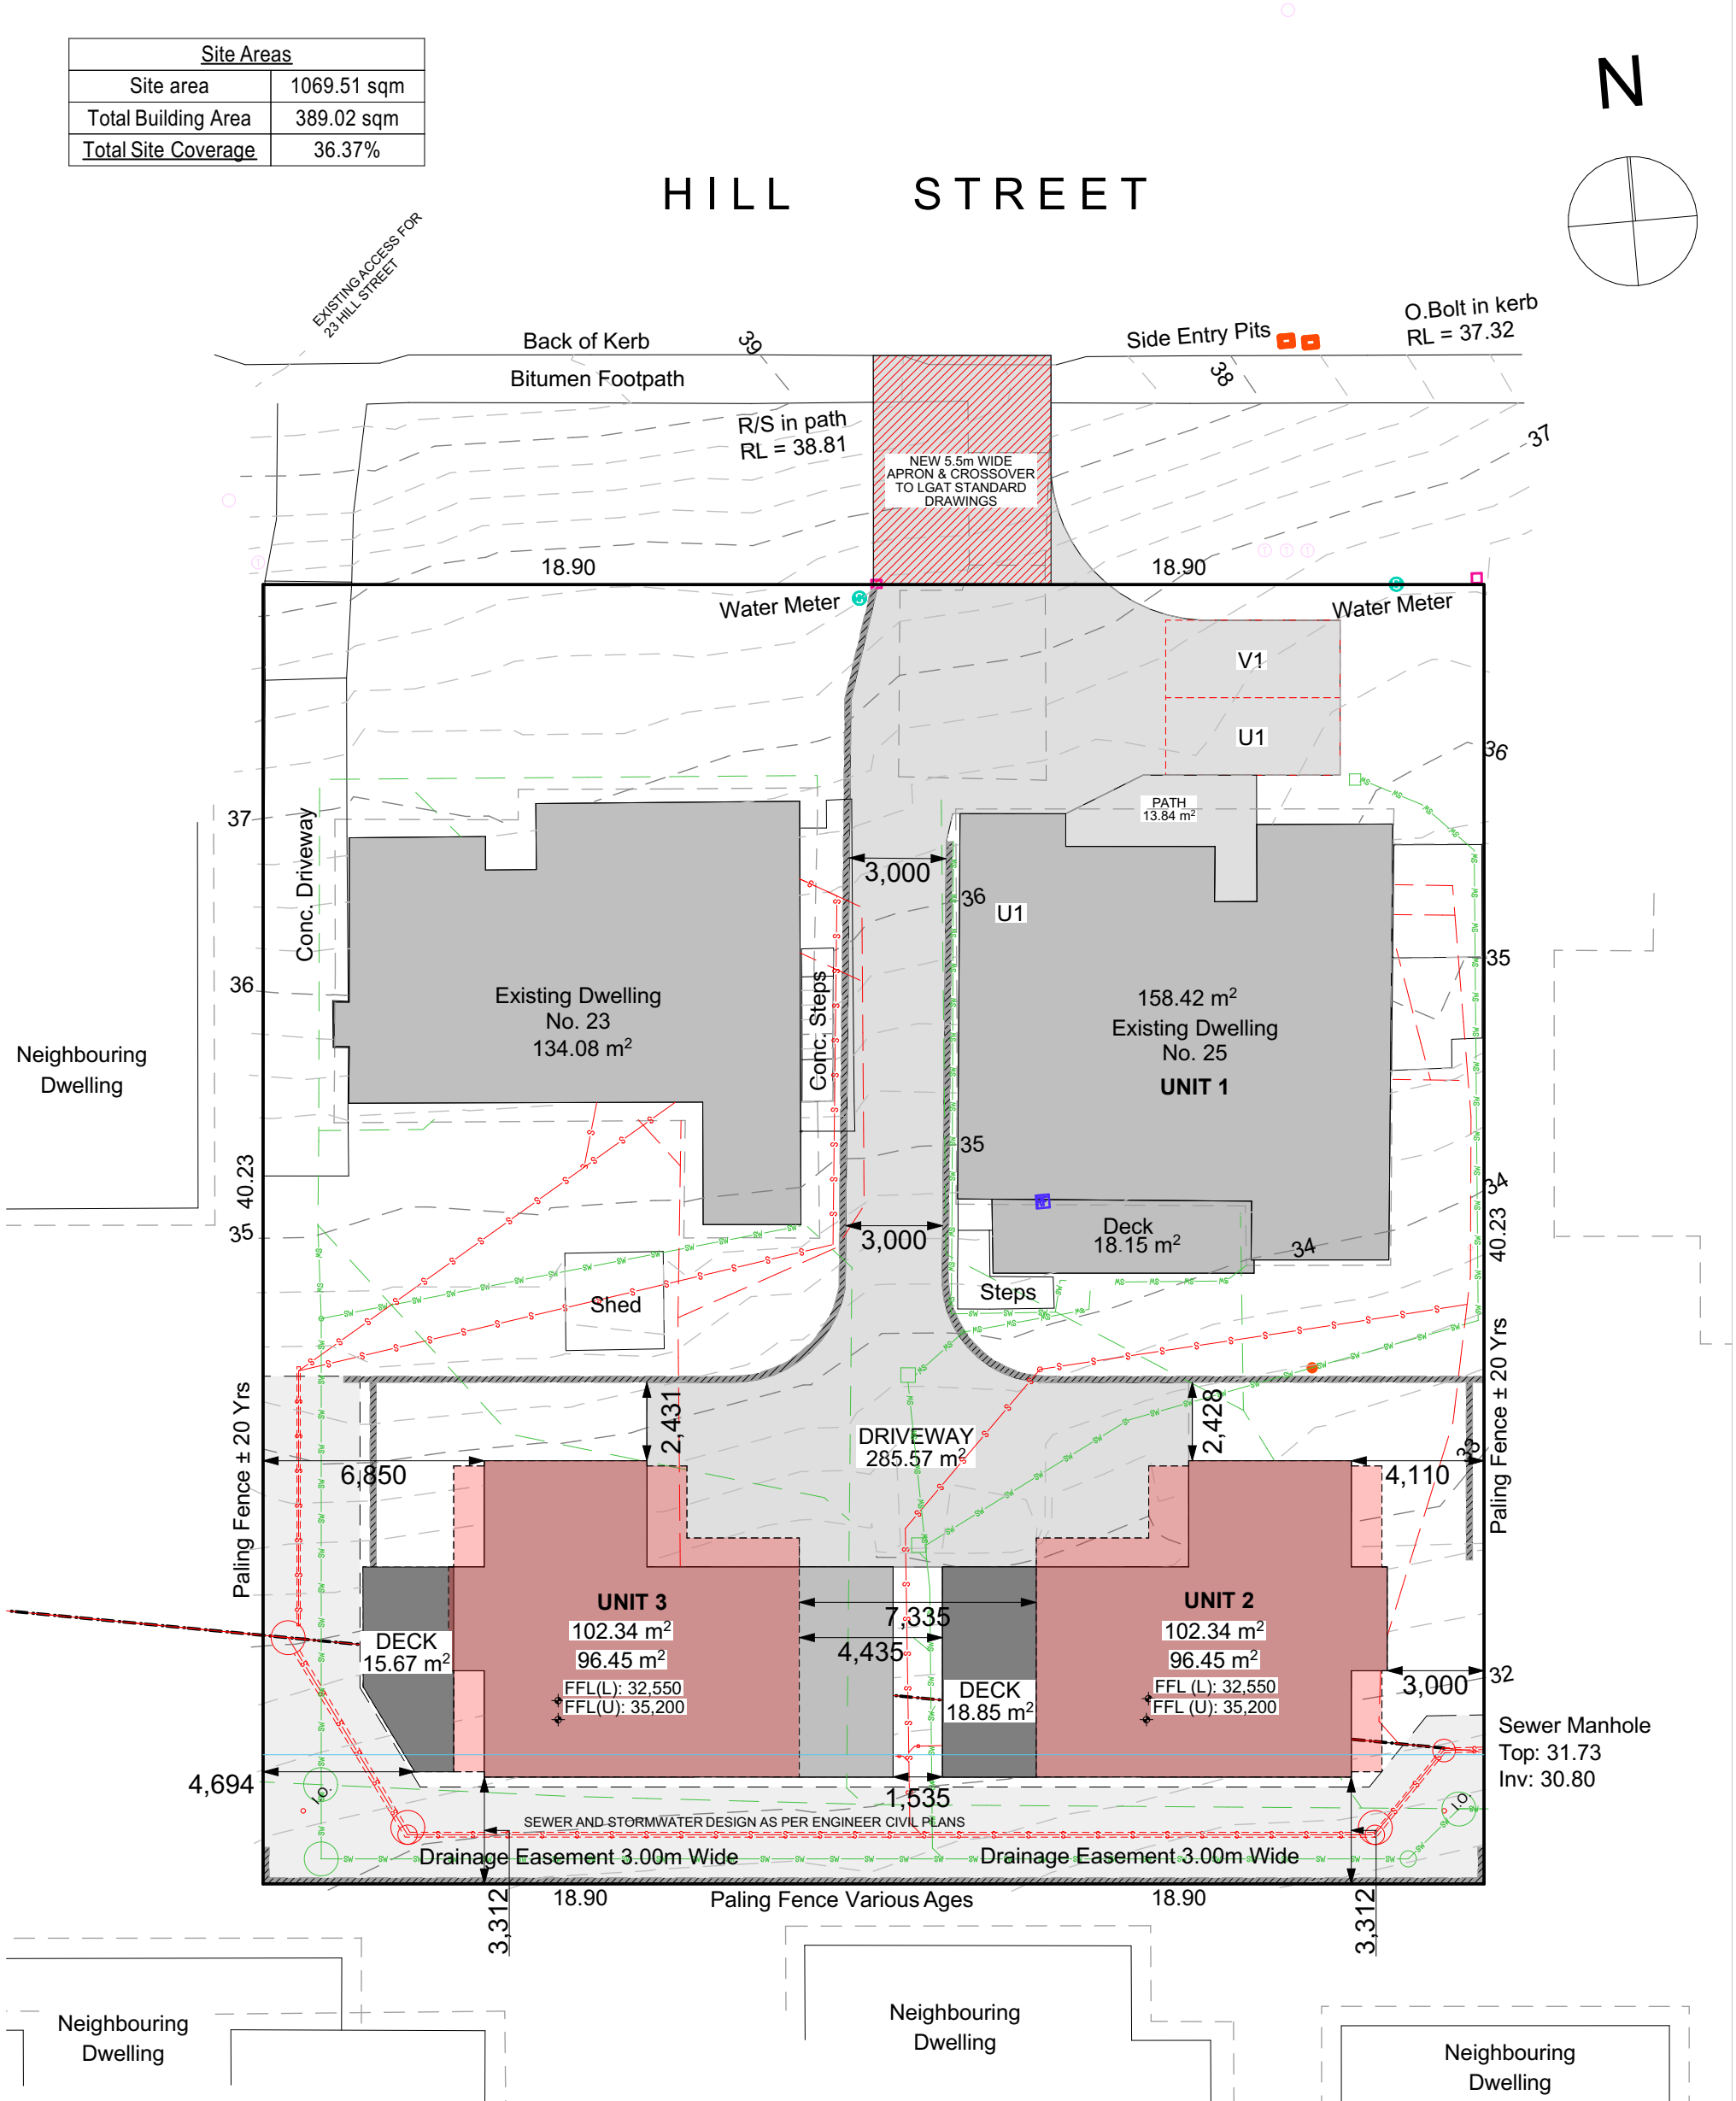 Site Areas
Site area 1069.51 sqm
Total Building Area 389.02 sqm
Total Site Coverage 36.37%
N
HILL STREET
EXISTING ACCESS FOR
23 HILL STREET
Back of Kerb
39
Side Entry Pits
O.Bolt in kerb
RL = 37.32
Bitumen Footpath
38
R/S in path
RL = 38.81
37
NEW 5.5m WIDE
APRON & CROSSOVER
TO LGAT STANDARD
DRAWINGS
18.90
18.90
Water Meter
Water Meter
V1
U1
36
PATH
13.84 m²
37
Conc. Driveway
3,000
36
U1
35
36
Existing Dwelling
No. 23
134.08 m²
Conc. Steps
158.42 m²
Existing Dwelling
No. 25
UNIT 1
Neighbouring
Dwelling
35
40.23
34
35
3,000
Deck
18.15 m²
34
40.23
Shed
Steps
Paling Fence ± 20 Yrs
Paling Fence ± 20 Yrs
2,431
2,428
DRIVEWAY
285.57 m²
33
6,850
4,110
UNIT 3
102.34 m²
96.45 m²
FFL(L): 32,550
FFL(U): 35,200
7,335
4,435
UNIT 2
102.34 m²
96.45 m²
FFL (L): 32,550
FFL (U): 35,200
DECK
15.67 m²
DECK
18.85 m²
3,000
32
Sewer Manhole
Top: 31.73
Inv: 30.80
4,694
I.O.
1,535
I.O.
SEWER AND STORMWATER DESIGN AS PER ENGINEER CIVIL PLANS
Drainage Easement 3.00m Wide
Drainage Easement 3.00m Wide
3,312
18.90
Paling Fence Various Ages
18.90
3,312
Neighbouring
Dwelling
Neighbouring
Dwelling
Neighbouring
Dwelling